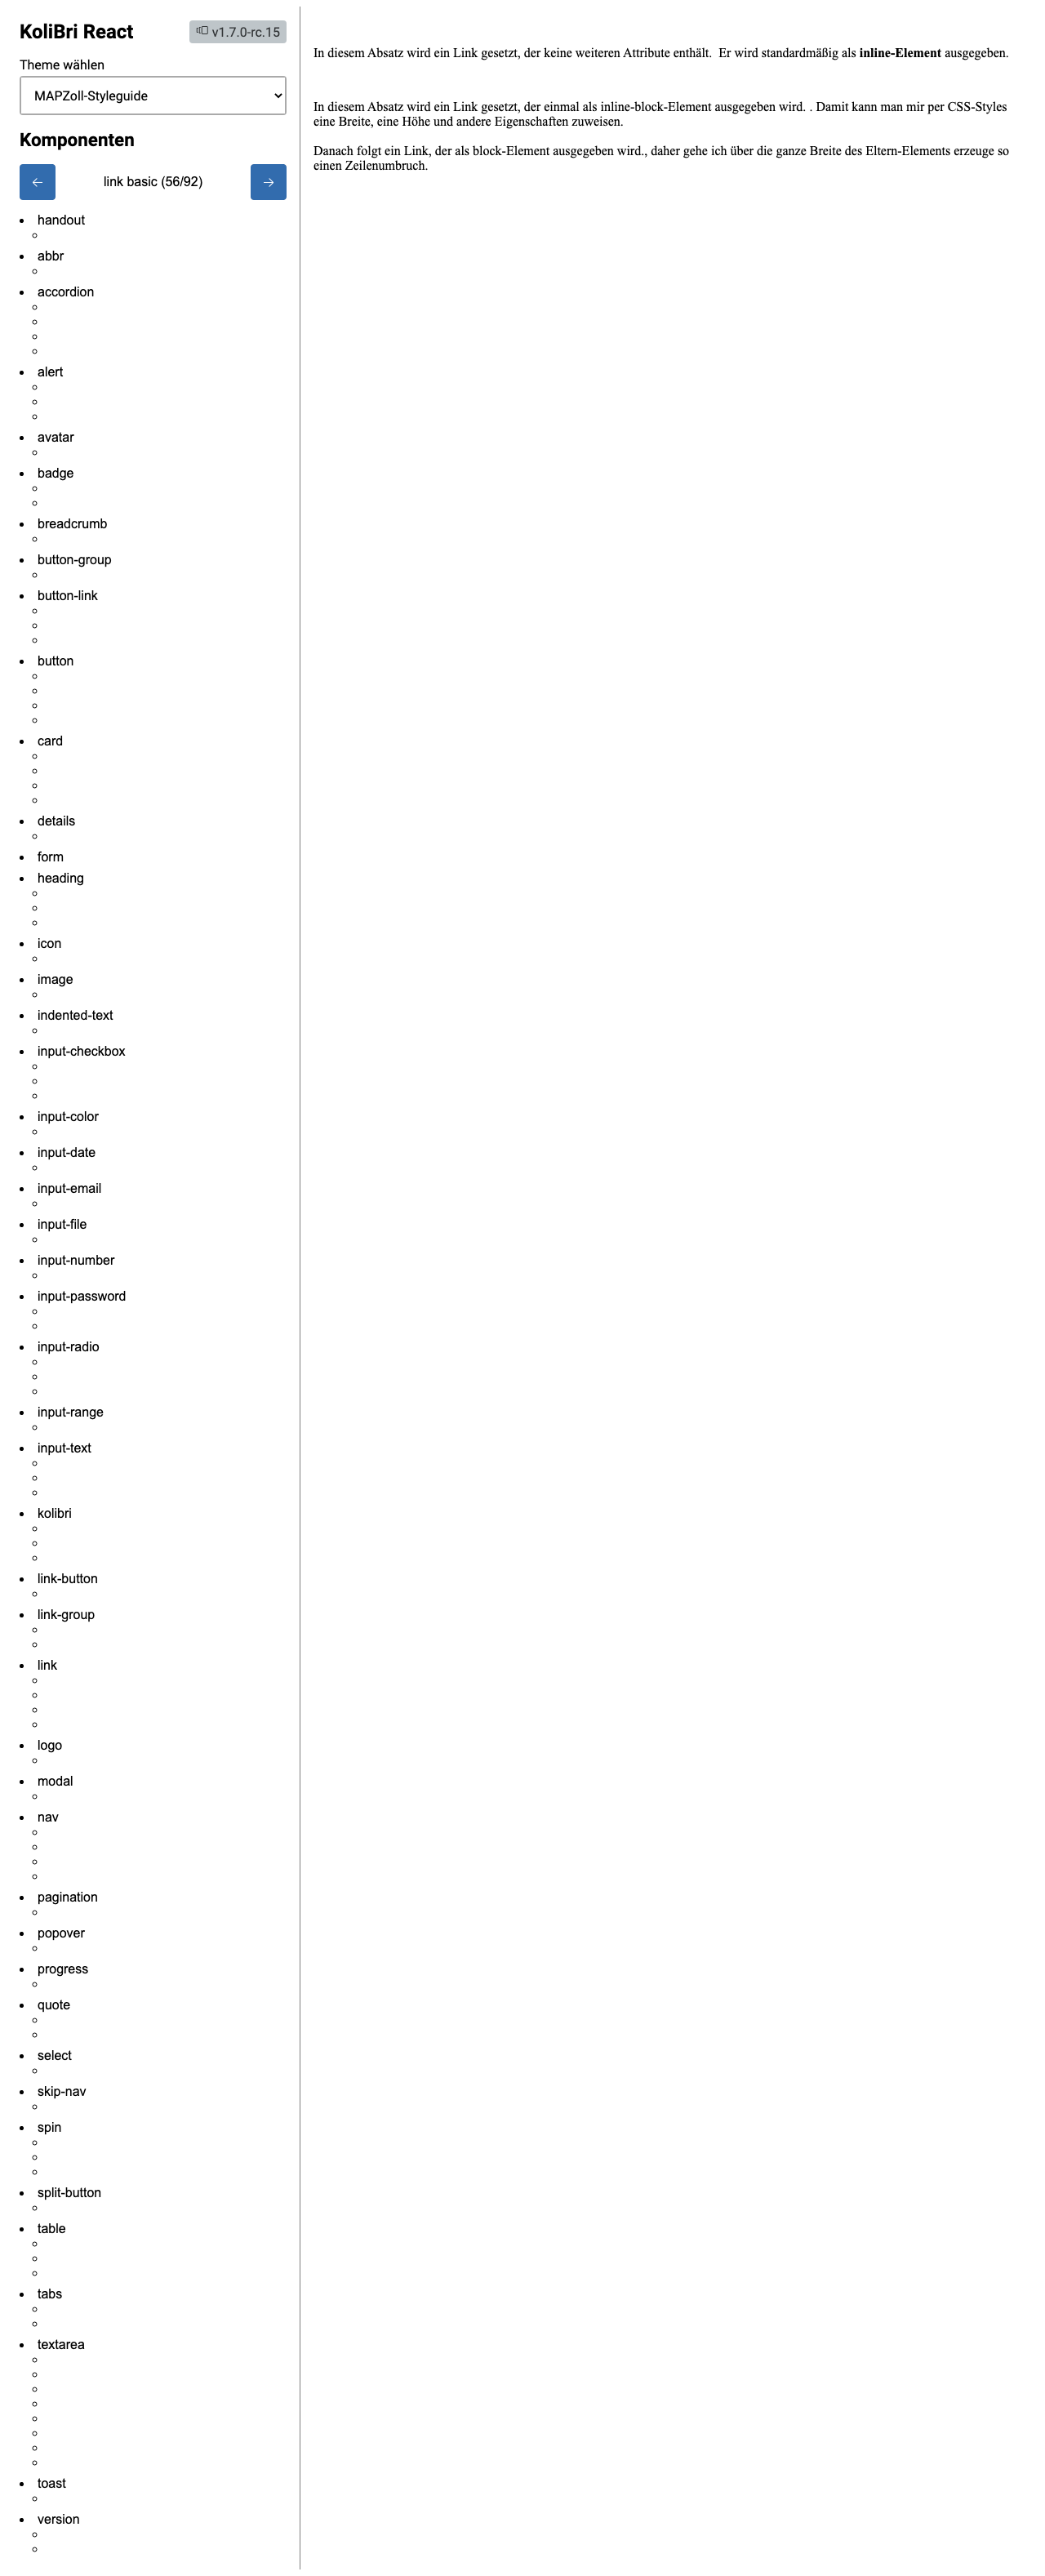 KoliBri React
v1.7.0-rc.15
Theme wählen
MAPZoll-Styleguide
Komponenten
link basic (56/92)
handout
abbr
accordion
alert
avatar
badge
breadcrumb
button-group
button-link
button
card
details
form
heading
icon
image
indented-text
input-checkbox
input-color
input-date
input-email
input-file
input-number
input-password
input-radio
input-range
input-text
kolibri
link-button
link-group
link
logo
modal
nav
pagination
popover
progress
quote
select
skip-nav
spin
split-button
table
tabs
textarea
toast
version
In diesem Absatz wird ein Link gesetzt, der keine weiteren Attribute enthält.  Er wird standardmäßig als inline-Element ausgegeben.
In diesem Absatz wird ein Link gesetzt, der einmal als inline-block-Element ausgegeben wird. . Damit kann man mir per CSS-Styles
eine Breite, eine Höhe und andere Eigenschaften zuweisen.
Danach folgt ein Link, der als block-Element ausgegeben wird., daher gehe ich über die ganze Breite des Eltern-Elements erzeuge so
einen Zeilenumbruch.